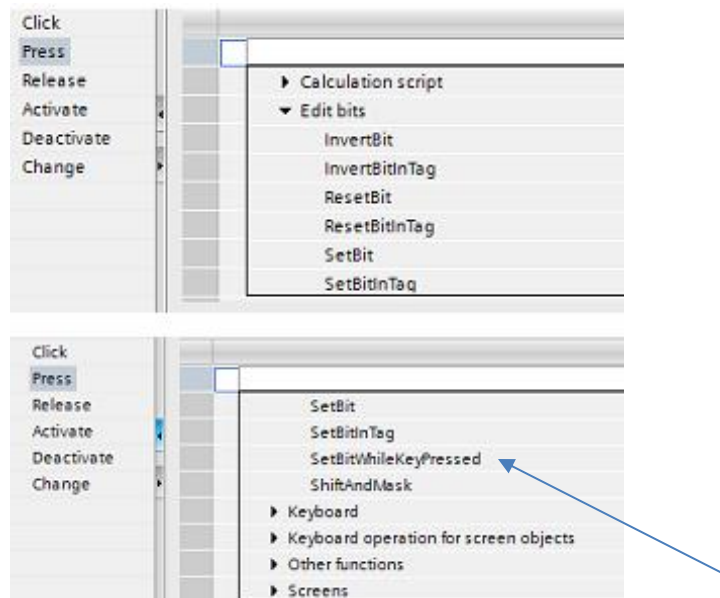 Click
Press
Release
Activate
Deactivate
Change
Calculation script
Edit bits
InvertBit
InvertBitInTag
ResetBit
ResetBitInTag
SetBit
SetBitInTag
Click
Press
Release
Activate
Deactivate
Change
SetBit
SetBitInTag
SetBitWhileKeyPressed
ShiftAndMask
Keyboard
Keyboard operation for screen objects
Other functions
Screens